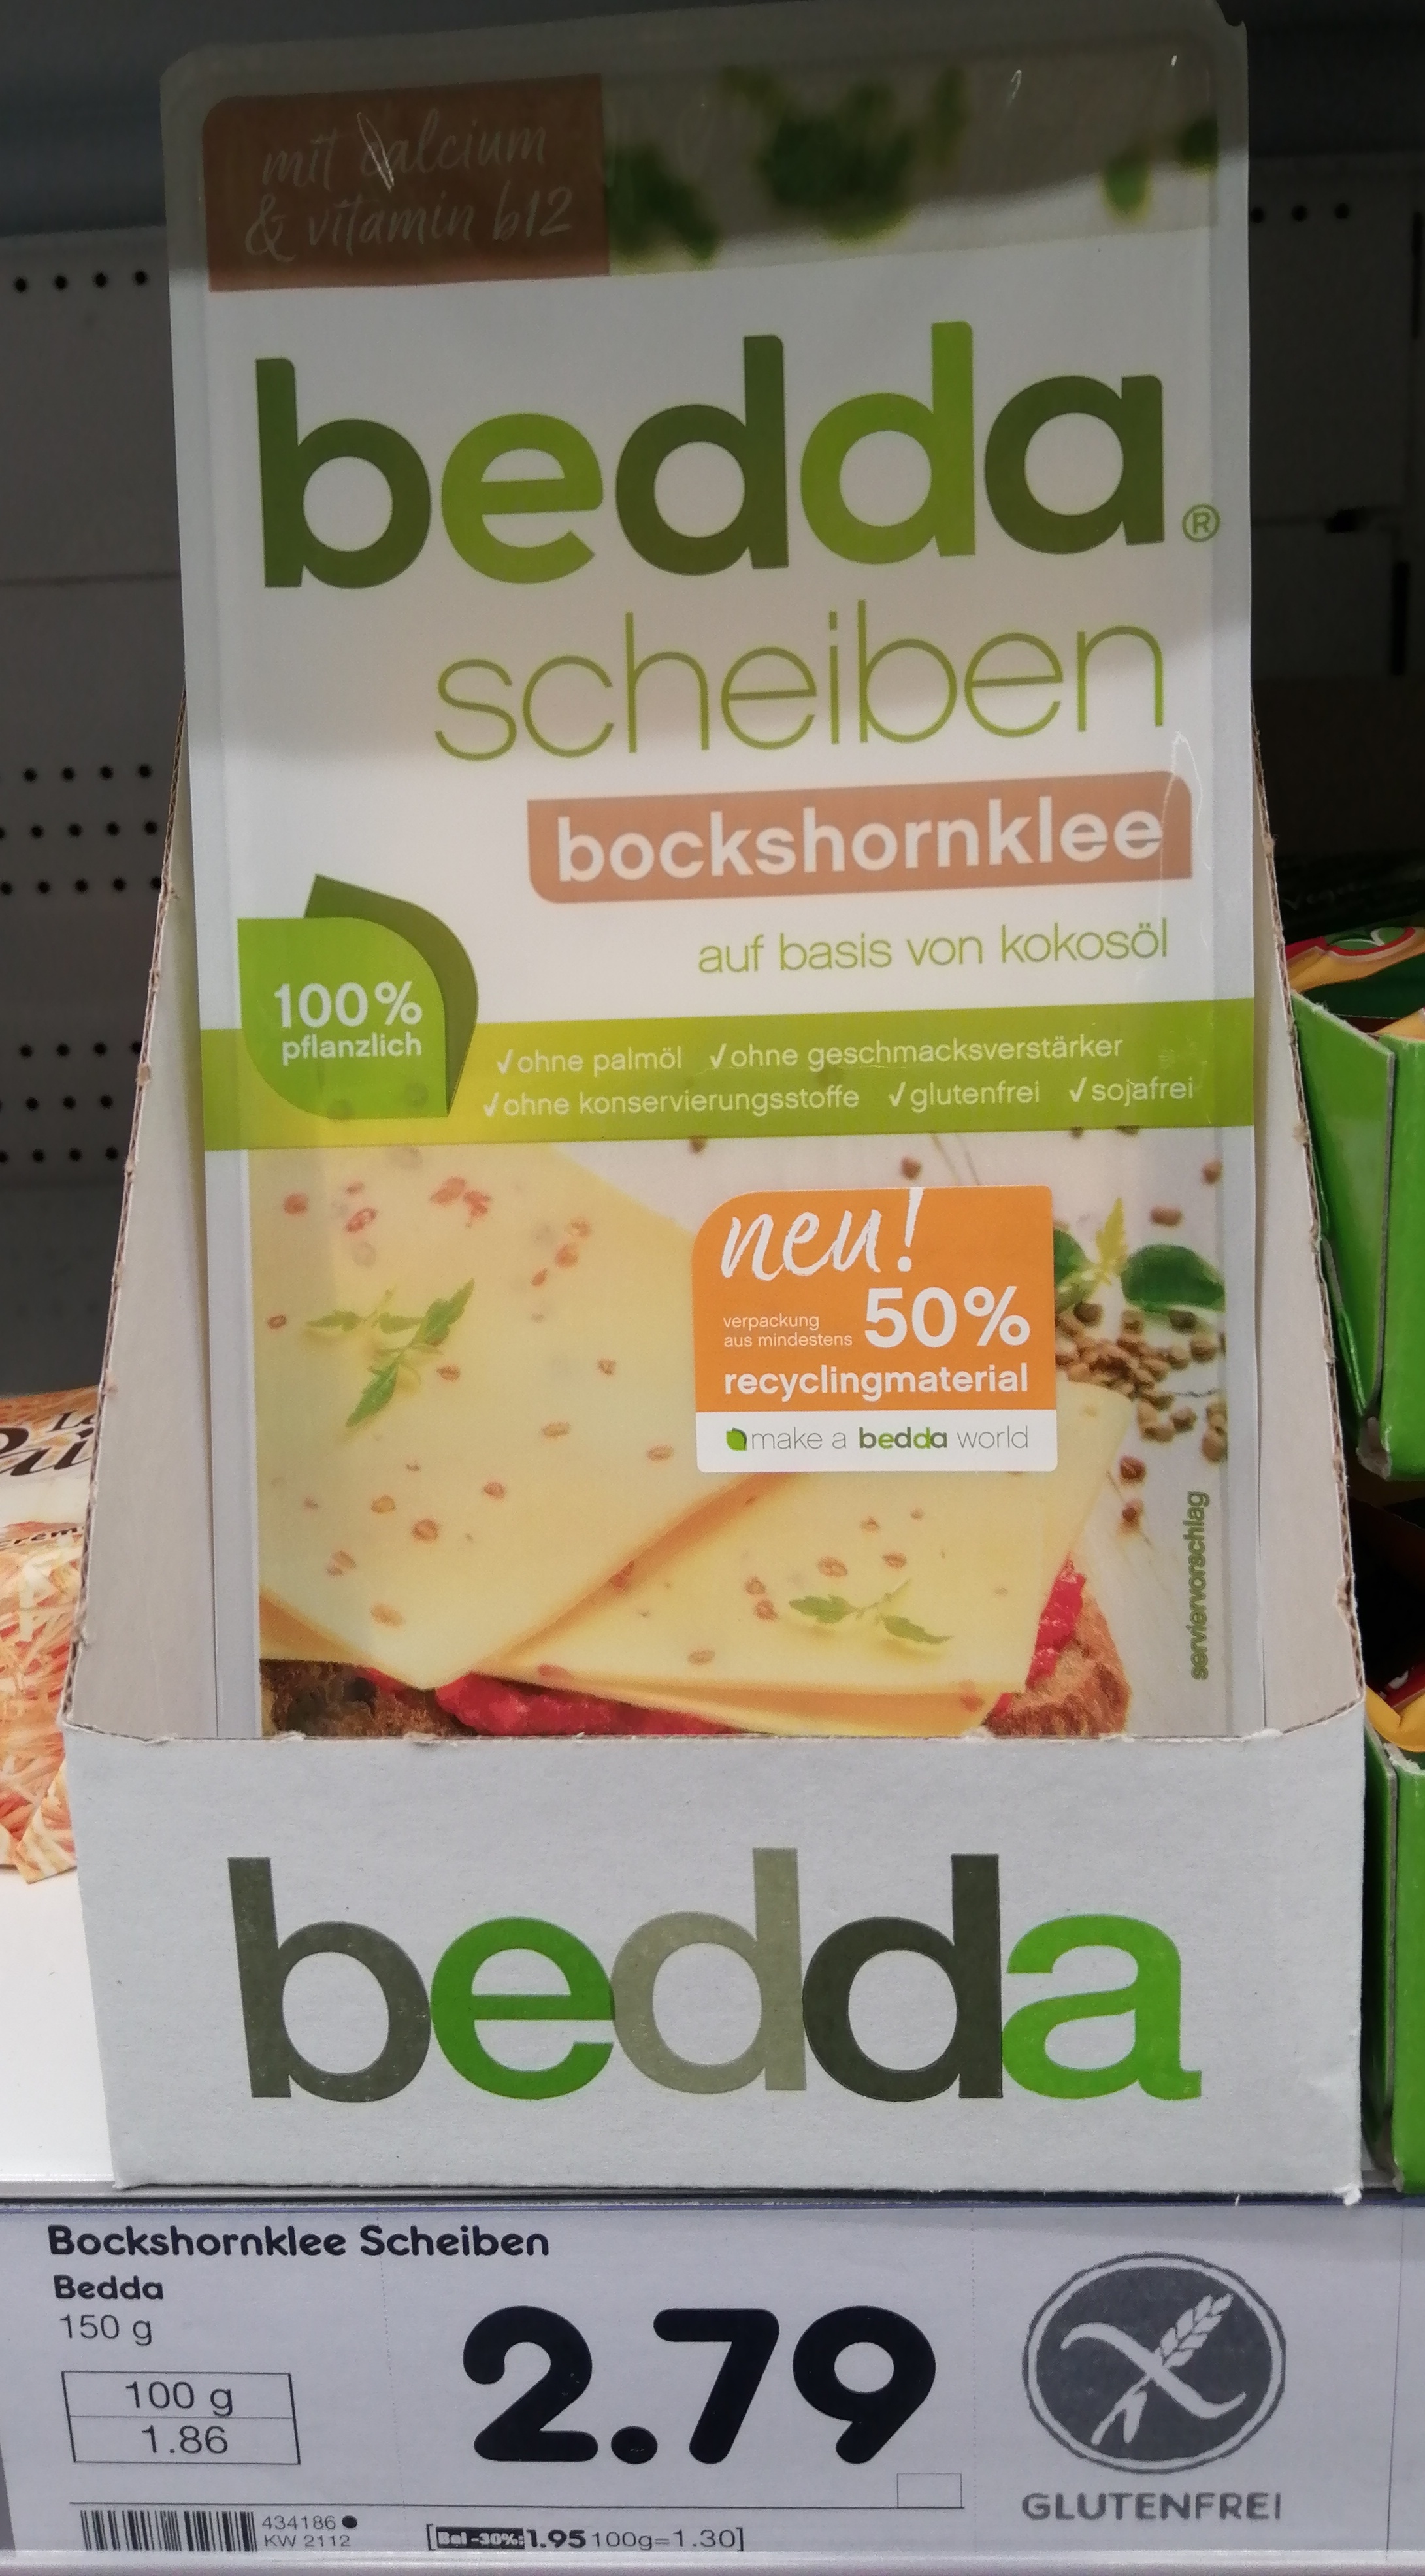 mit calcium
& vitamin b12
bedda®
scheiben
bockshornklee
auf basis von kokosöl
100%
pflanzlich
✓ohne palmöl ✓ohne geschmacksverstärker
✓ohne konservierungsstoffe ✓glutenfrei ✓sojafrei
neu!
verpackung
aus mindestens 50%
recyclingmaterial
make a bedda world
serviervorschlag
bedda
Bockshornklee Scheiben
Bedda
150 g
2.79
100 g
1.86
GLUTENFREI
434186
KW 2112
[Bei -30%: 1.95 100g=1.30]